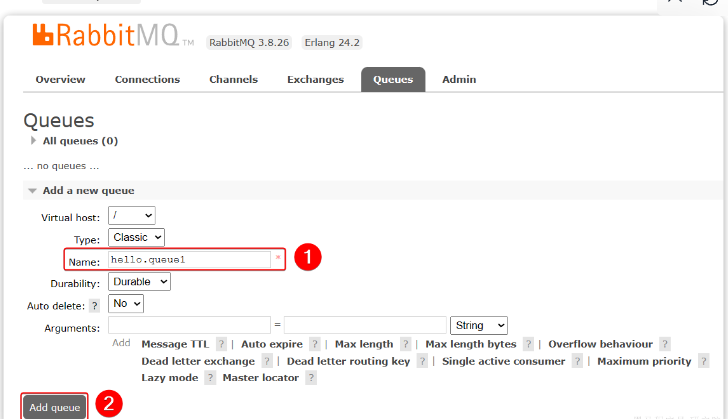 RabbitMQ TM RabbitMQ 3.8.26 Erlang 24.2
Overview Connections Channels Exchanges Queues Admin
Queues
All queues (0)
... no queues ...
Add a new queue
Virtual host: /
Type: Classic
Name: hello.queue1 * 1
Durability: Durable
Auto delete: ? No
Arguments: = String
Add Message TTL ? | Auto expire ? | Max length ? | Max length bytes ? | Overflow behaviour ?
Dead letter exchange ? | Dead letter routing key ? | Single active consumer ? | Maximum priority ?
Lazy mode ? Master locator ?
Add queue 2